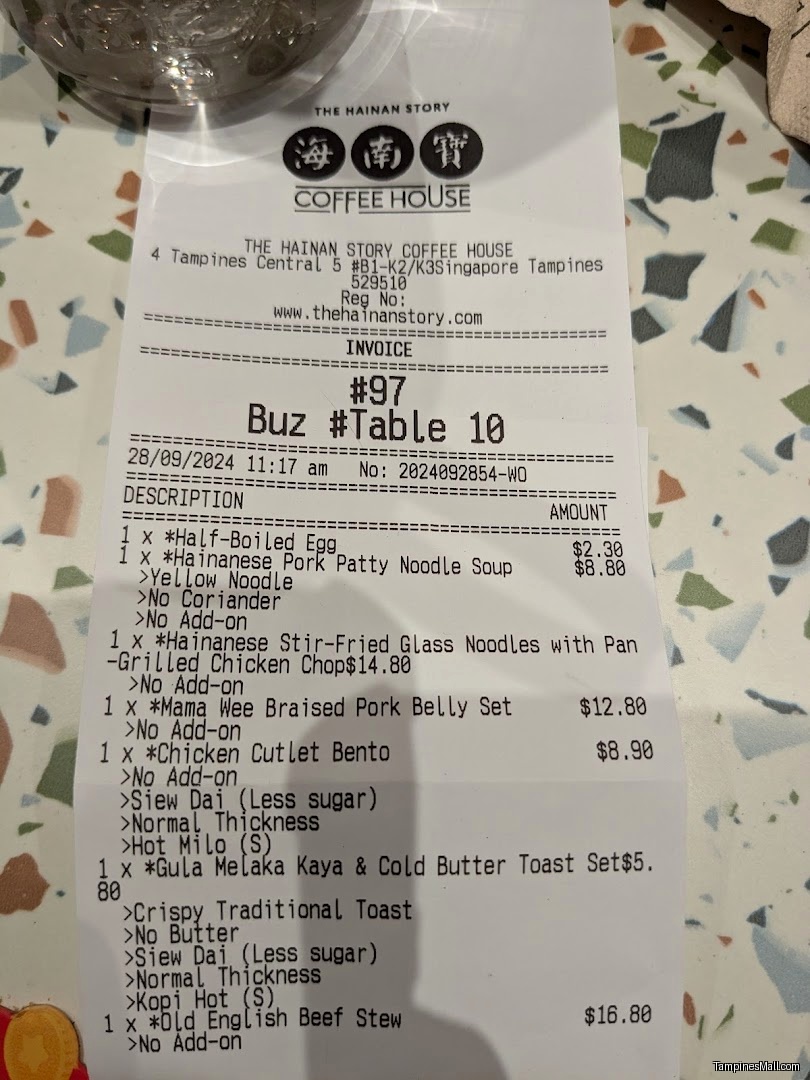 THE HAINAN STORY
海南寶
COFFEE HOUSE
THE HAINAN STORY COFFEE HOUSE
4 Tampines Central 5 #B1-K2/K3Singapore Tampines
529510
Reg No:
www.thehainanstory.com
================================================
INVOICE
================================================
#97
Buz #Table 10
================================================
28/09/2024 11:17 am No: 2024092854-WO
================================================
DESCRIPTION AMOUNT
================================================
1 x *Half-Boiled Egg $2.30
1 x *Hainanese Pork Patty Noodle Soup $8.80
>Yellow Noodle
>No Coriander
>No Add-on
1 x *Hainanese Stir-Fried Glass Noodles with Pan
-Grilled Chicken Chop$14.80
>No Add-on
1 x *Mama Wee Braised Pork Belly Set $12.80
>No Add-on
1 x *Chicken Cutlet Bento $8.90
>No Add-on
>Siew Dai (Less sugar)
>Normal Thickness
>Hot Milo (S)
1 x *Gula Melaka Kaya & Cold Butter Toast Set$5.
80
>Crispy Traditional Toast
>No Butter
>Siew Dai (Less sugar)
>Normal Thickness
>Kopi Hot (S)
1 x *Old English Beef Stew $16.80
>No Add-on
TampinesMall.com